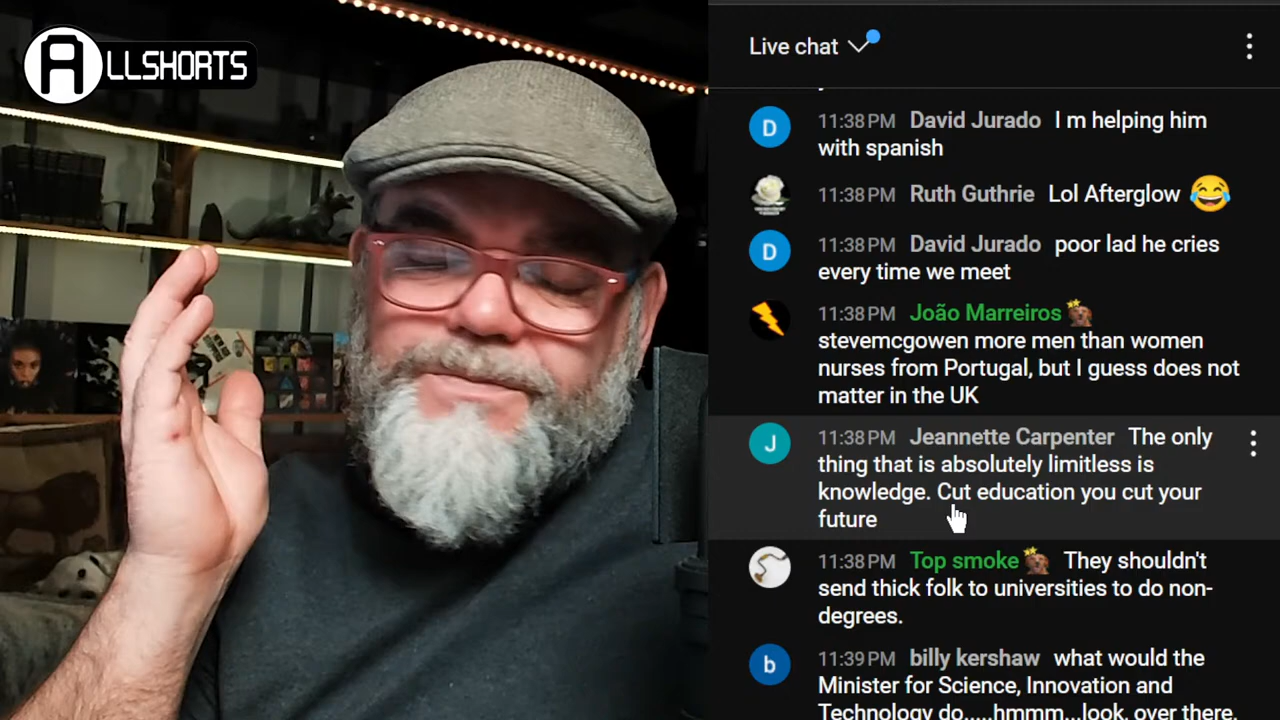 ALLSHORTS
Live chat
11:38 PM David Jurado I m helping him
with spanish
11:38 PM Ruth Guthrie Lol Afterglow 😂
11:38 PM David Jurado poor lad he cries
every time we meet
11:38 PM João Marreiros
stevemcgowen more men than women
nurses from Portugal, but I guess does not
matter in the UK
J
11:38 PM Jeannette Carpenter The only
thing that is absolutely limitless is
knowledge. Cut education you cut your
future
11:38 PM Top smoke They shouldn't
send thick folk to universities to do non-
degrees.
b
11:39 PM billy kershaw what would the
Minister for Science, Innovation and
Technology do.....hmmm...look, over there,
D
D